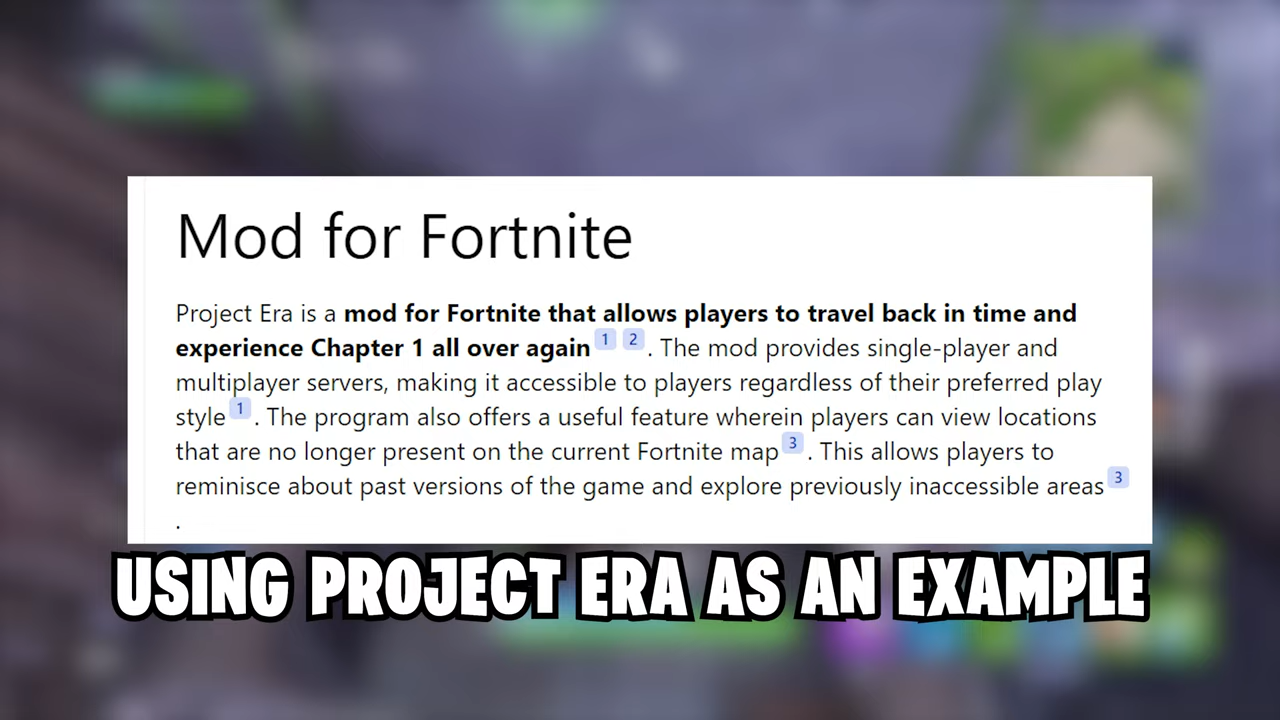 Mod for Fortnite
Project Era is a mod for Fortnite that allows players to travel back in time and
experience Chapter 1 all over again 1 2 . The mod provides single-player and
multiplayer servers, making it accessible to players regardless of their preferred play
style 1 . The program also offers a useful feature wherein players can view locations
that are no longer present on the current Fortnite map 3 . This allows players to
reminisce about past versions of the game and explore previously inaccessible areas 3
.
USING PROJECT ERA AS AN EXAMPLE